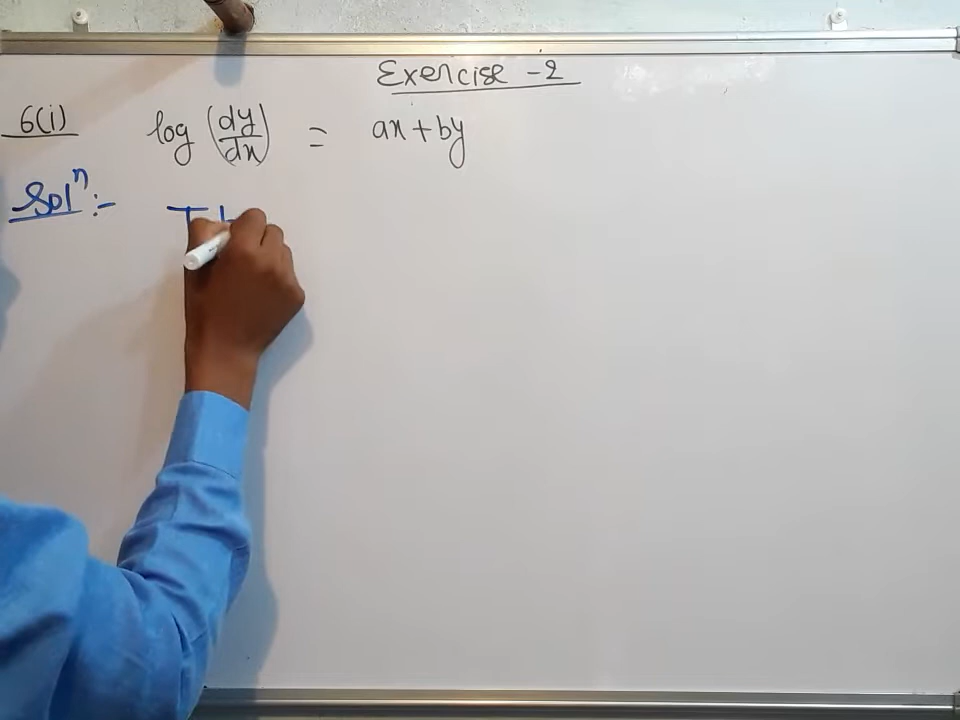 Exercise -2
6(i) log (dy/dx) = ax+by
Solⁿ :-